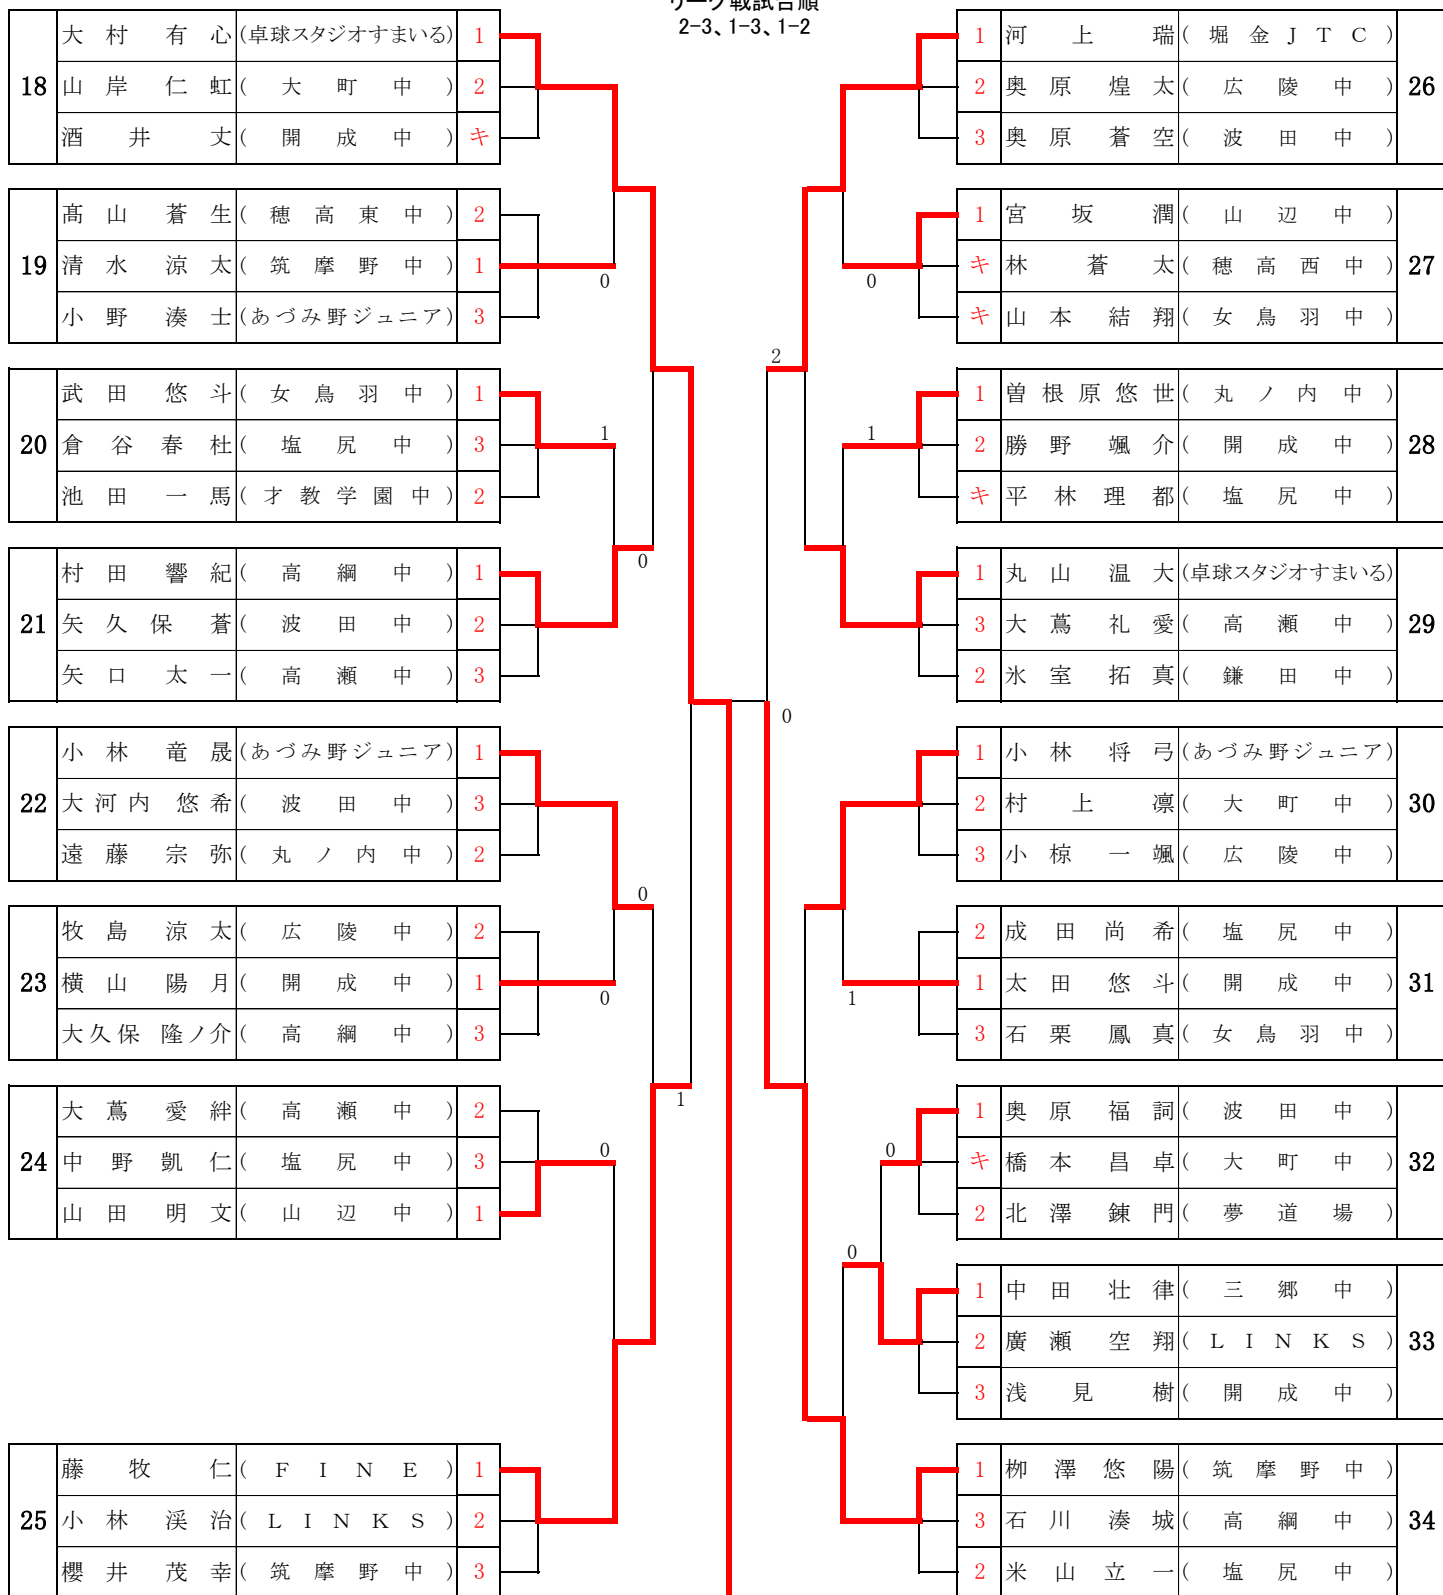 リーグ戦試合順
2-3、1-3、1-2
18
大村 有心 (卓球スタジオすまいる) 1
山岸 仁虹 (大町中) 2
酒井 丈 (開成中) キ
19
髙山 蒼生 (穂高東中) 2
清水 涼太 (筑摩野中) 1
小野 湊士 (あづみ野ジュニア) 3
0
20
武田 悠斗 (女鳥羽中) 1
倉谷 春杜 (塩尻中) 3
池田 一馬 (才教学園中) 2
1
21
村田 響紀 (高綱中) 1
矢久保 蒼 (波田中) 2
矢口 太一 (高瀬中) 3
0
22
小林 竜晟 (あづみ野ジュニア) 1
大河内 悠希 (波田中) 3
遠藤 宗弥 (丸ノ内中) 2
0
23
牧島 涼太 (広陵中) 2
横山 陽月 (開成中) 1
大久保 隆ノ介 (高綱中) 3
0
24
大蔦 愛絆 (高瀬中) 2
中野 凱仁 (塩尻中) 3
山田 明文 (山辺中) 1
0
1
25
藤牧 仁 (FINE) 1
小林 渓治 (LINKS) 2
櫻井 茂幸 (筑摩野中) 3
1 河上 瑞 (堀金JTC)
2 奥原 煌太 (広陵中)
3 奥原 蒼空 (波田中)
26
1 宮坂 潤 (山辺中)
キ 林 蒼太 (穂高西中)
キ 山本 結翔 (女鳥羽中)
27
0
2
1 曽根原悠世 (丸ノ内中)
2 勝野 颯介 (開成中)
キ 平林理都 (塩尻中)
28
1
1 丸山 温大 (卓球スタジオすまいる)
3 大蔦 礼愛 (高瀬中)
2 氷室 拓真 (鎌田中)
29
0
1 小林 将弓 (あづみ野ジュニア)
2 村上 凛 (大町中)
3 小椋 一颯 (広陵中)
30
2 成田尚希 (塩尻中)
1 太田 悠斗 (開成中)
3 石栗 鳳真 (女鳥羽中)
31
1
1 奥原 福詞 (波田中)
キ 橋本 昌卓 (大町中)
2 北澤 錬門 (夢道場)
32
0
0
1 中田 壮律 (三郷中)
2 廣瀬 空翔 (LINKS)
3 浅見 樹 (開成中)
33
1 栁澤悠陽 (筑摩野中)
3 石川 湊城 (高綱中)
2 米山立一 (塩尻中)
34